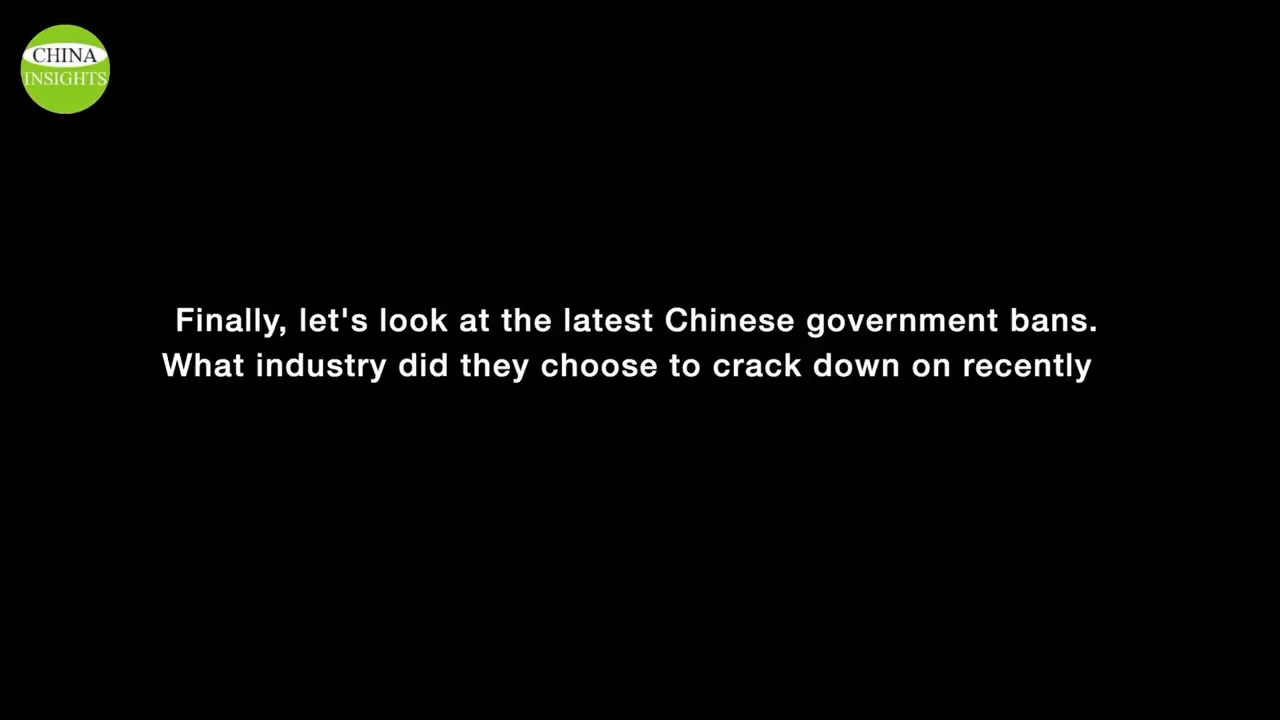 CHINA
INSIGHTS
Finally, let's look at the latest Chinese government bans.
What industry did they choose to crack down on recently